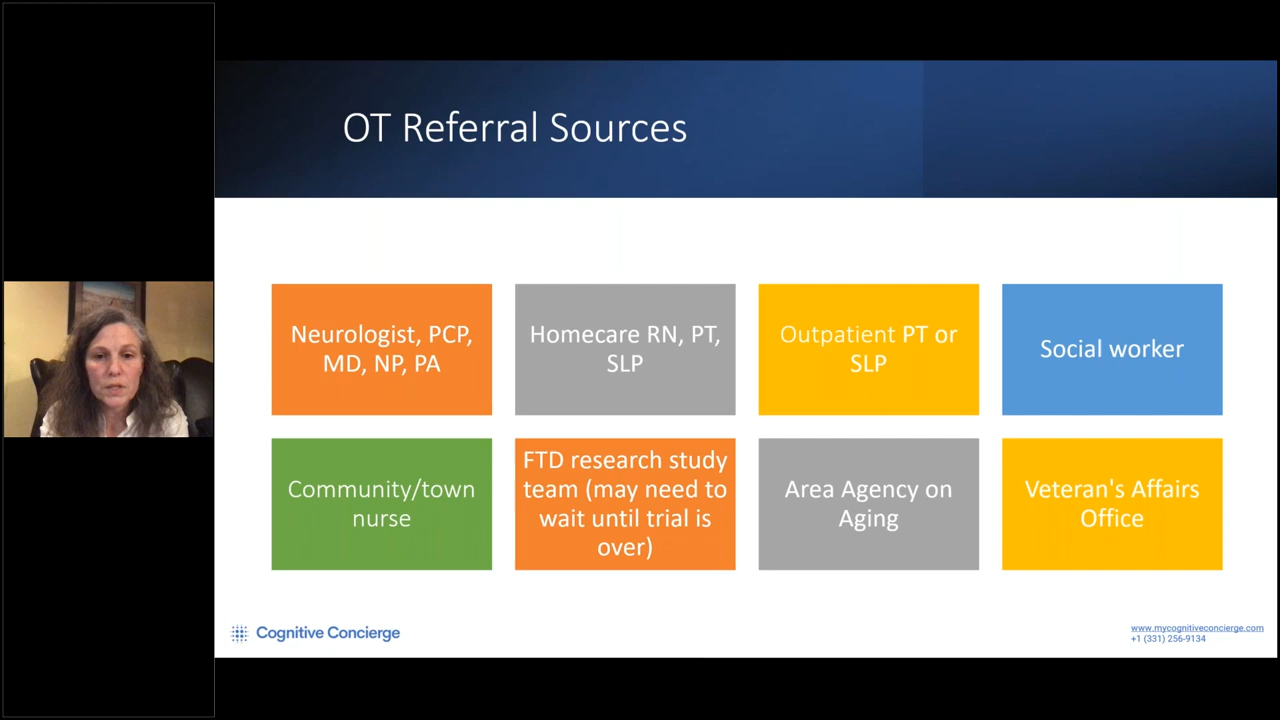 OT Referral Sources
Neurologist, PCP,
MD, NP, PA
Homecare RN, PT,
SLP
Outpatient PT or
SLP
Social worker
Community/town
nurse
FTD research study
team (may need to
wait until trial is
over)
Area Agency on
Aging
Veteran's Affairs
Office
Cognitive Concierge
www.mycognitiveconcierge.com
+1 (331) 256-9134